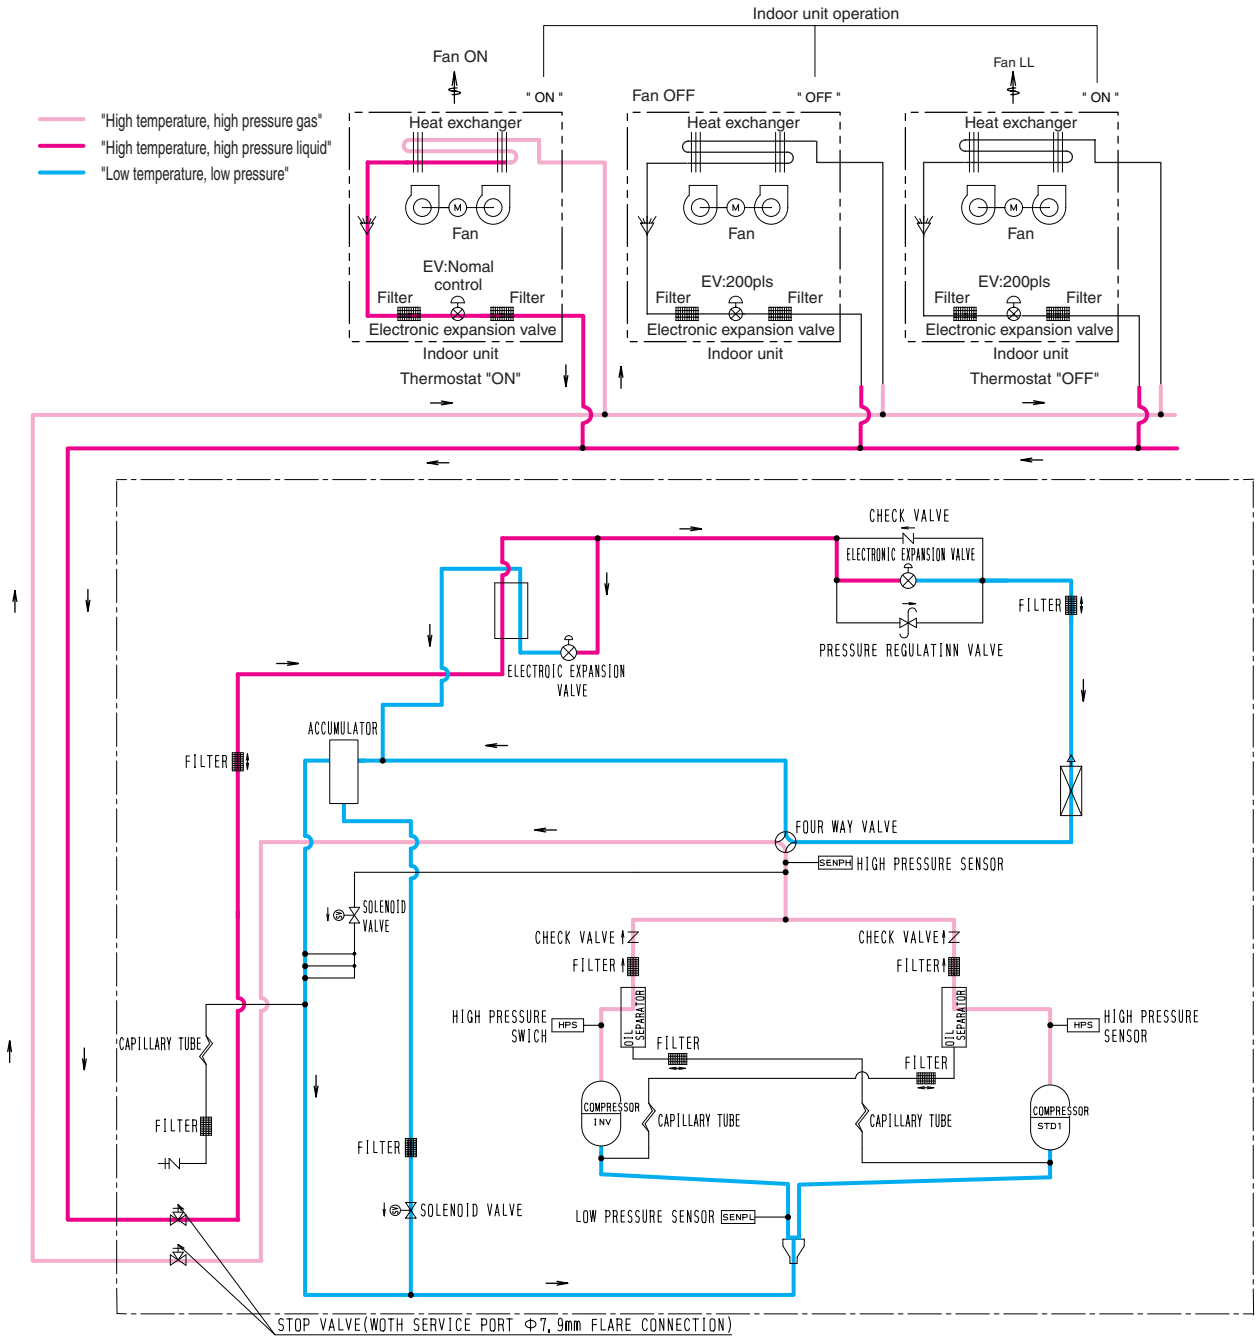 Indoor unit operation
Fan ON
" ON "
Fan OFF
" OFF "
Fan LL
" ON "
"High temperature, high pressure gas"
"High temperature, high pressure liquid"
"Low temperature, low pressure"
Heat exchanger
M
Fan
EV:Nomal
control
Filter
Filter
Electronic expansion valve
Indoor unit
Thermostat "ON"
Heat exchanger
M
Fan
EV:200pls
Filter
Filter
Electronic expansion valve
Indoor unit
Heat exchanger
M
Fan
EV:200pls
Filter
Filter
Electronic expansion valve
Indoor unit
Thermostat "OFF"
CHECK VALVE
ELECTRONIC EXPANSION VALVE
FILTER
PRESSURE REGULATINN VALVE
ELECTROIC EXPANSION
VALVE
ACCUMULATOR
FILTER
FOUR WAY VALVE
SENPH
HIGH PRESSURE SENSOR
SV
SOLENOID
VALVE
CHECK VALVE
CHECK VALVE
FILTER
FILTER
OIL
SEPARATOR
OIL
SEPARATOR
HIGH PRESSURE
SWICH
HPS
HPS
HIGH PRESSURE
SENSOR
CAPILLARY TUBE
FILTER
FILTER
COMPRESSOR
INV
CAPILLARY TUBE
CAPILLARY TUBE
COMPRESSOR
STD1
FILTER
FILTER
SV
SOLENOID VALVE
LOW PRESSURE SENSOR
SENPL
STOP VALVE(WOTH SERVICE PORT Φ7,9mm FLARE CONNECTION)